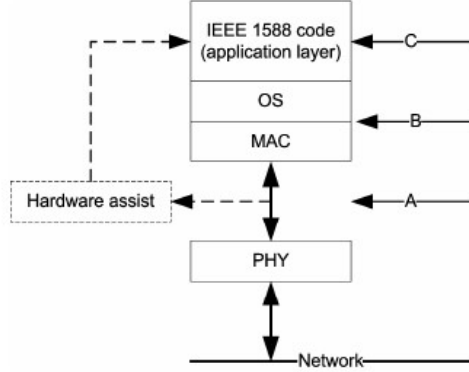 IEEE 1588 code
(application layer)
C
OS
B
MAC
Hardware assist
A
PHY
Network